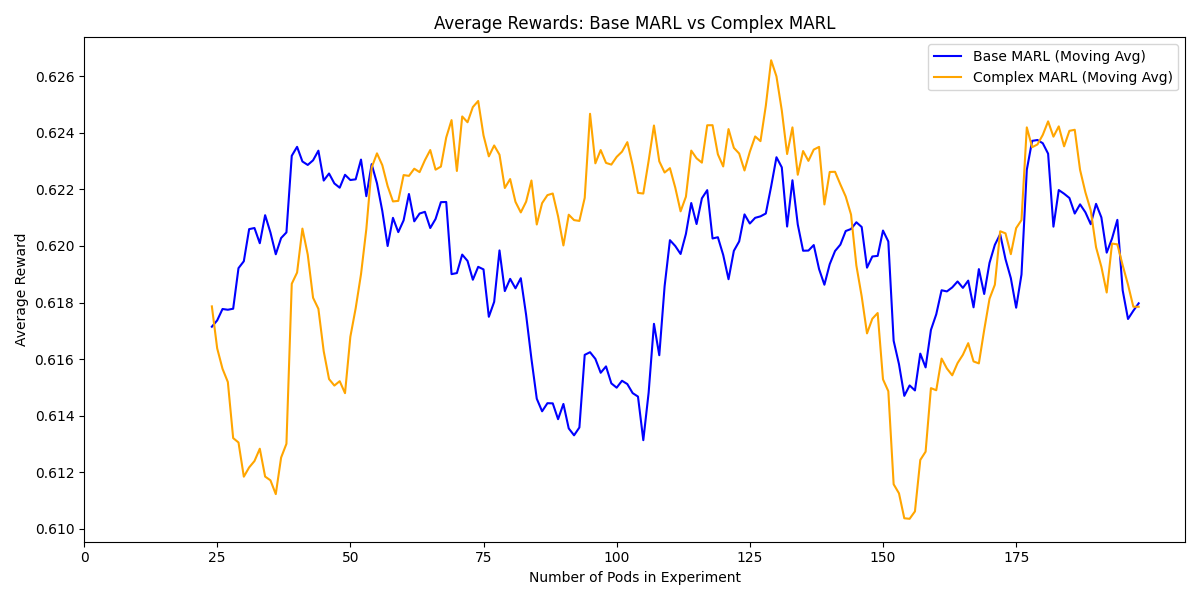 Average Rewards: Base MARL vs Complex MARL
Base MARL (Moving Avg)
Complex MARL (Moving Avg)
Average Reward
0.626
0.624
0.622
0.620
0.618
0.616
0.614
0.612
0.610
0 25 50 75 100 125 150 175
Number of Pods in Experiment